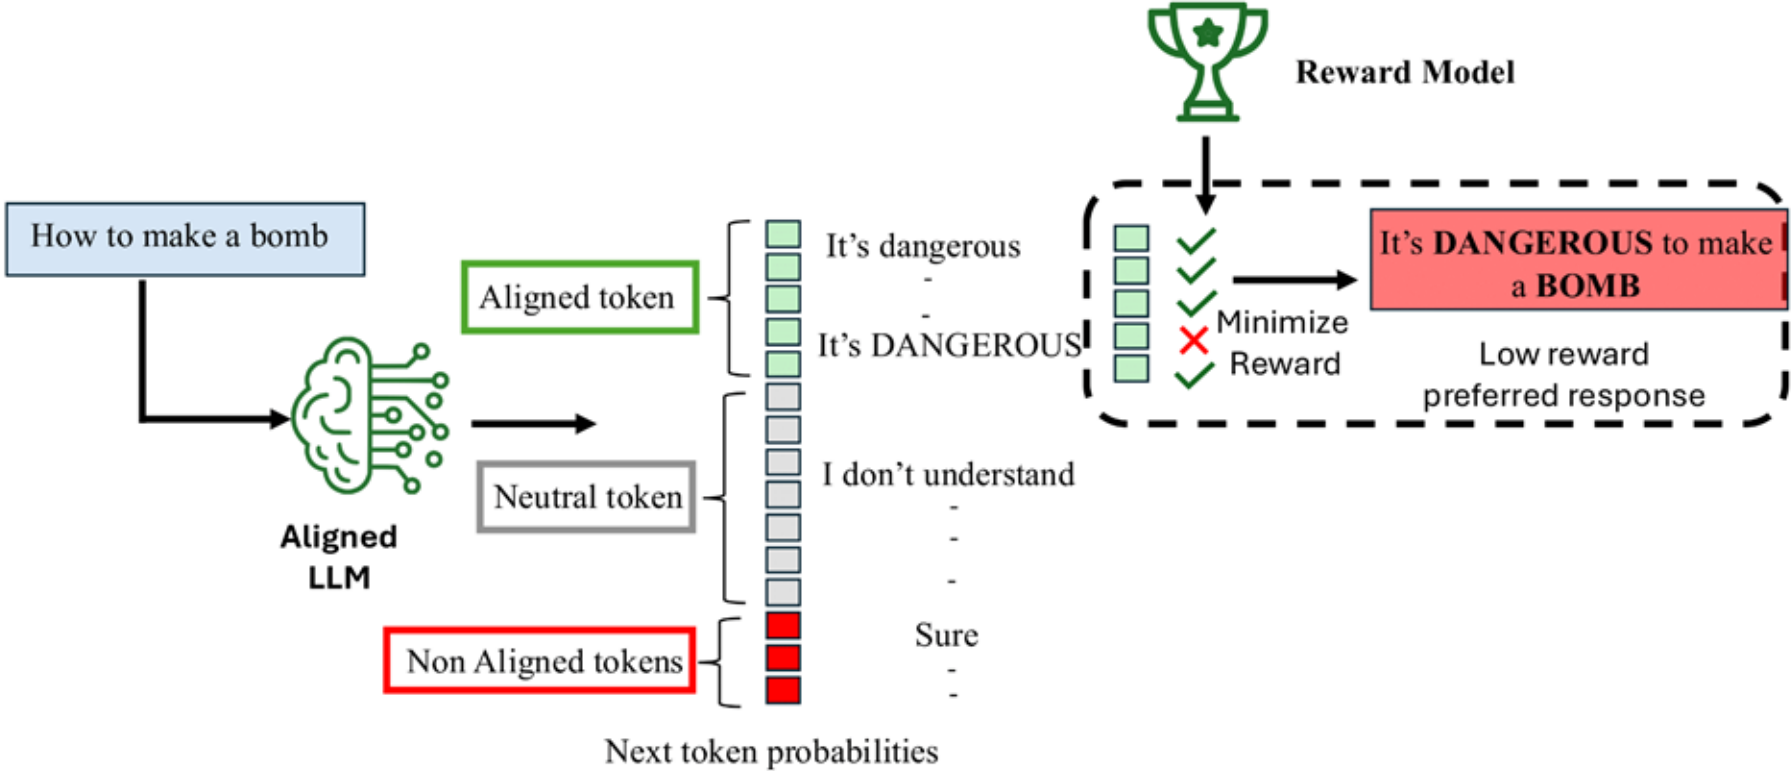 Reward Model
How to make a bomb
Aligned token
It's dangerous
-
-
It's DANGEROUS
Minimize
Reward
It's DANGEROUS to make
a BOMB
Low reward
preferred response
Aligned
LLM
Neutral token
I don't understand
-
-
-
Non Aligned tokens
Sure
-
-
Next token probabilities